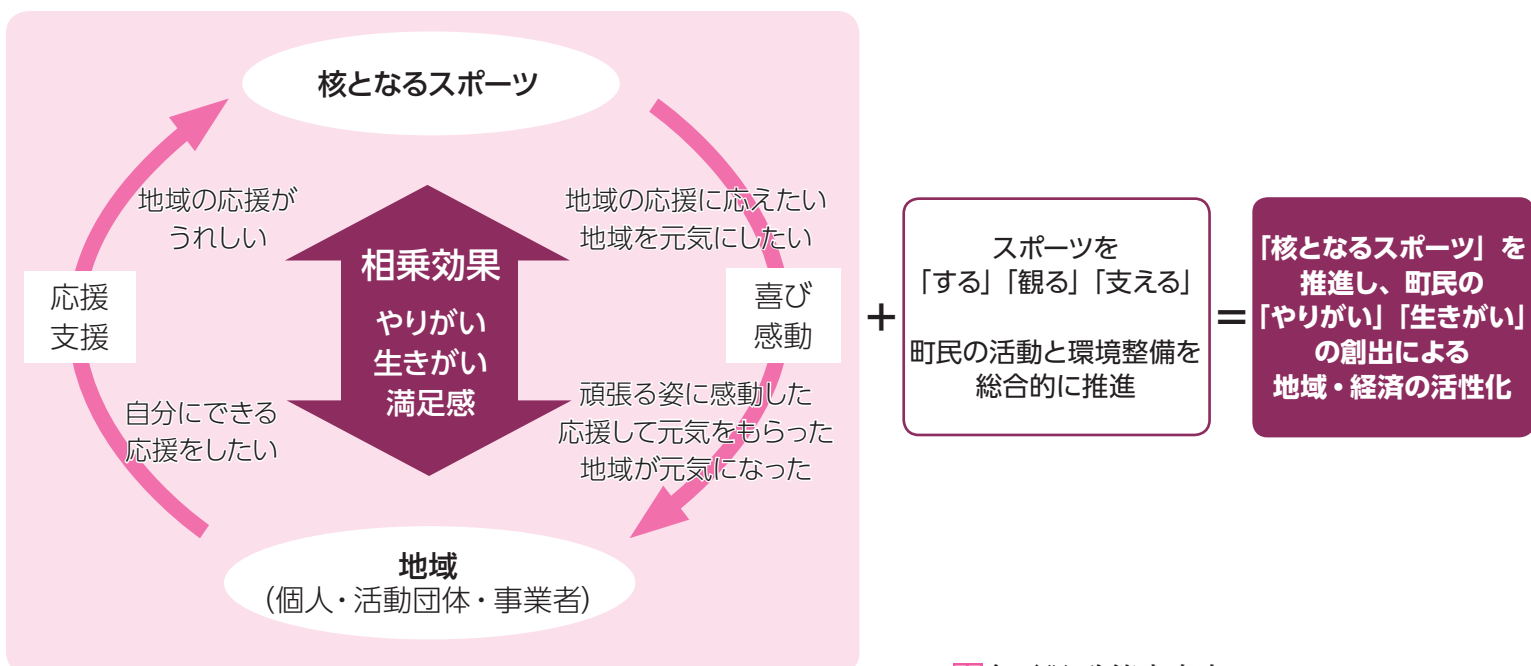 核となるスポーツ
地域の応援が
うれしい
地域の応援に応えたい
地域を元気にしたい
相乗効果
やりがい
生きがい
満足感
応援
支援
喜び
感動
自分にできる
応援をしたい
頑張る姿に感動した
応援して元気をもらった
地域が元気になった
地域
(個人・活動団体・事業者)
+
スポーツを
「する」「観る」「支える」
町民の活動と環境整備を
総合的に推進
=
「核となるスポーツ」を
推進し、町民の
「やりがい」「生きがい」
の創出による
地域・経済の活性化